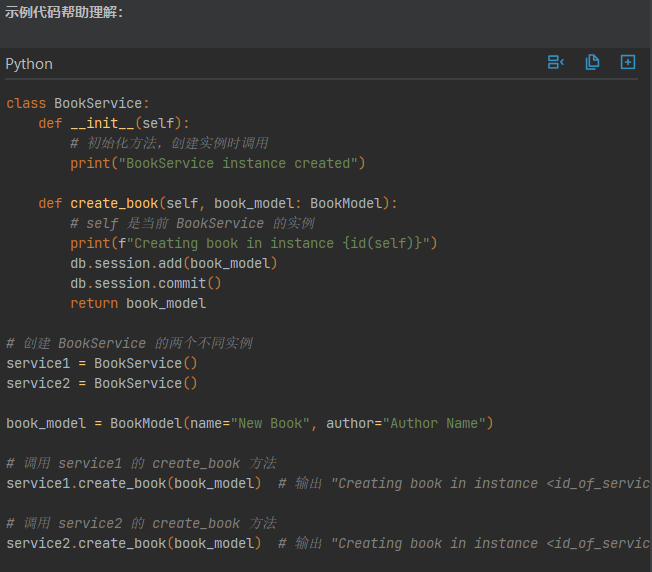 示例代码帮助理解：
Python
class BookService:
    def __init__(self):
        # 初始化方法，创建实例时调用
        print("BookService instance created")

    def create_book(self, book_model: BookModel):
        # self 是当前 BookService 的实例
        print(f"Creating book in instance {id(self)}")
        db.session.add(book_model)
        db.session.commit()
        return book_model

# 创建 BookService 的两个不同实例
service1 = BookService()
service2 = BookService()

book_model = BookModel(name="New Book", author="Author Name")

# 调用 service1 的 create_book 方法
service1.create_book(book_model)  # 输出 "Creating book in instance <id_of_servic

# 调用 service2 的 create_book 方法
service2.create_book(book_model)  # 输出 "Creating book in instance <id_of_servic